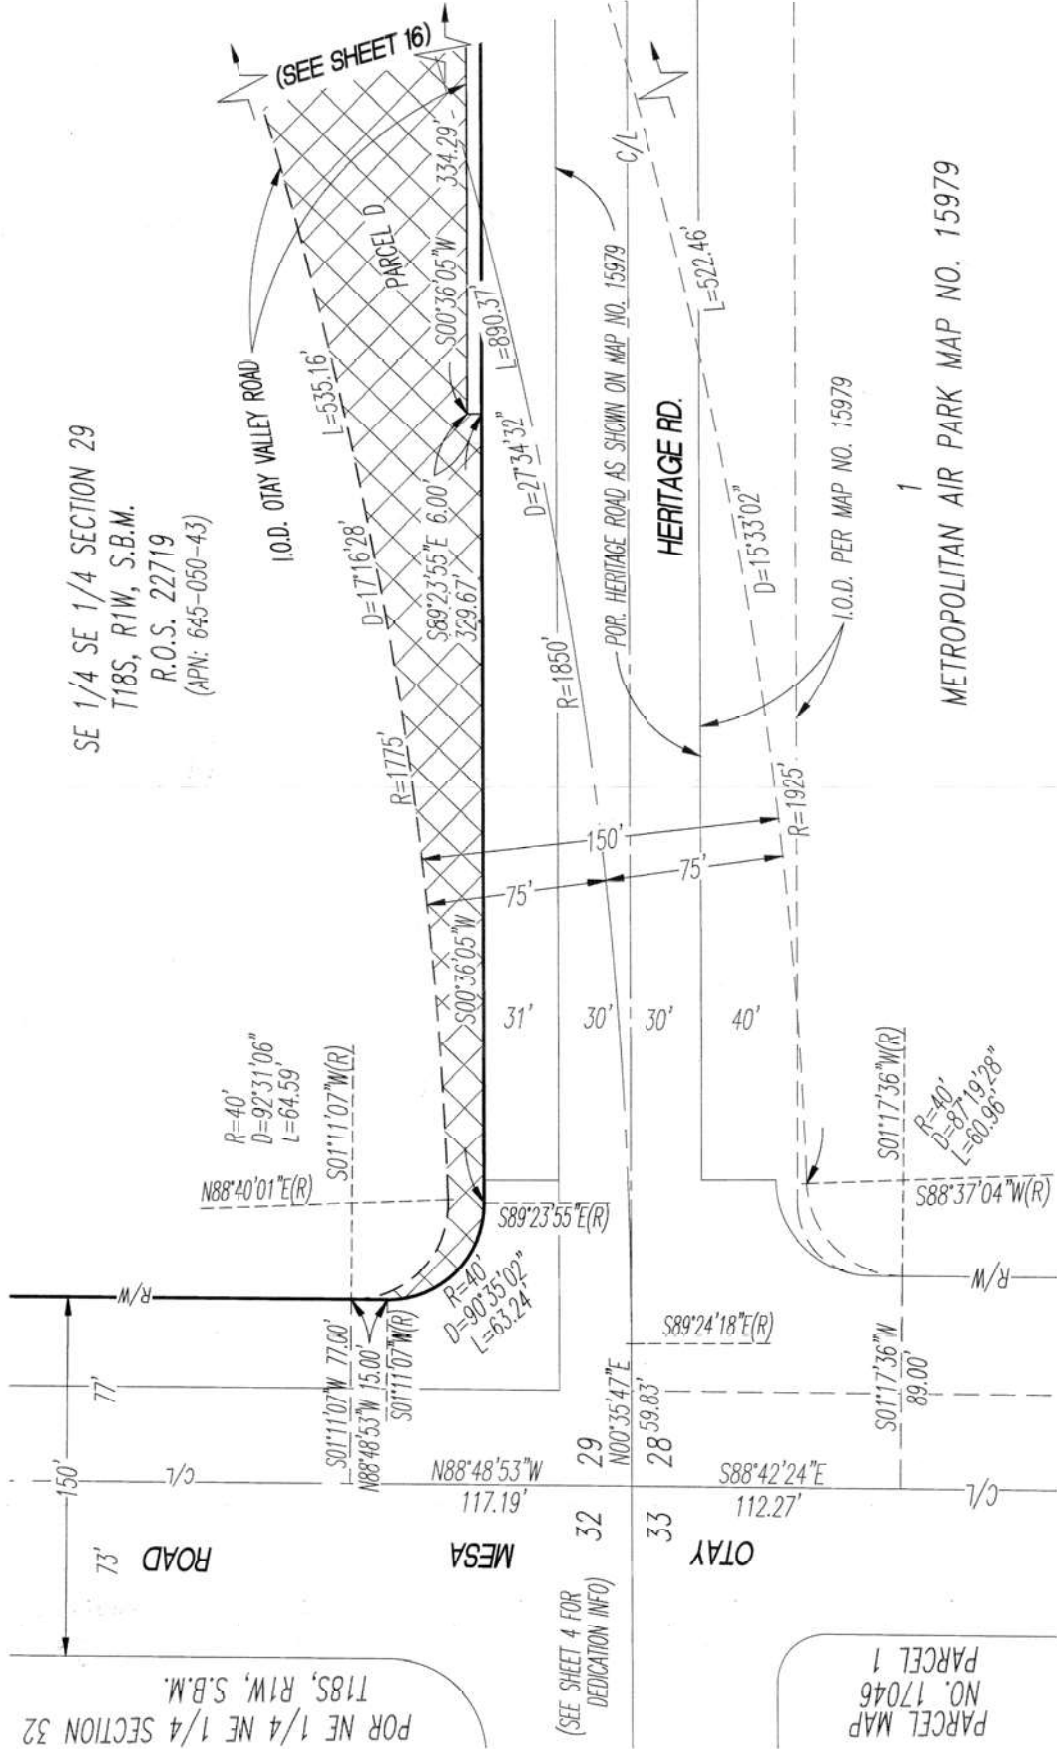 SE 1/4 SE 1/4 SECTION 29
T18S, R1W, S.B.M.
R.O.S. 22719
(APN: 645-050-43)
(SEE SHEET 16)
I.O.D. OTAY VALLEY ROAD
L=535.16'
D=17°16'28"
R=1775'
PARCEL D
334.29'
S00°36'05"W
S89°23'55"E 6.00'
329.67'
L=890.37'
D=27°34'32"
R=1850'
S00°36'05"W
C/L
L=522.46'
POR. HERITAGE ROAD AS SHOWN ON MAP NO. 15979
HERITAGE RD.
D=15°33'02"
I.O.D. PER MAP NO. 15979
R=1925'
1
METROPOLITAN AIR PARK MAP NO. 15979
150'
75'
75'
31'
30'
30'
40'
R=40'
D=92°31'06"
L=64.59'
S01°11'07"W(R)
N88°40'01"E(R)
S89°23'55"E(R)
R=40'
D=90°35'02"
L=63.24'
S01°17'36"W(R)
R=40'
D=87°19'28"
L=60.96'
S88°37'04"W(R)
R/W
R/W
77'
S01°11'07"W 77.00'
N88°48'53"W 15.00'
S01°11'07"W(R)
S89°24'18"E(R)
N00°35'47"E
59.83'
S01°17'36"W
89.00'
150'
C/L
N88°48'53"W
117.19'
29
28
S88°42'24"E
112.27'
C/L
32
33
73'
OTAY
MESA
ROAD
(SEE SHEET 4 FOR
DEDICATION INFO)
POR NE 1/4 NE 1/4 SECTION 32
T18S, R1W, S.B.M.
PARCEL MAP
NO. 17046
PARCEL 1